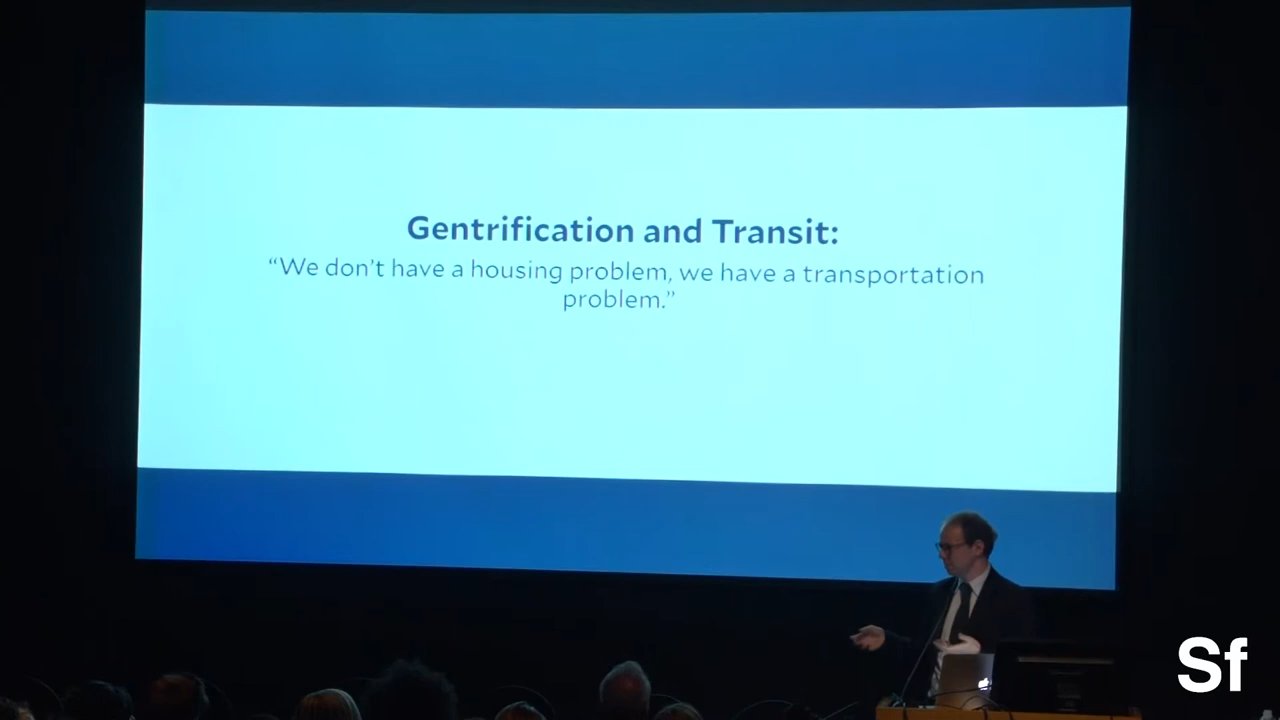 Gentrification and Transit:
“We don’t have a housing problem, we have a transportation
problem.”
Sf